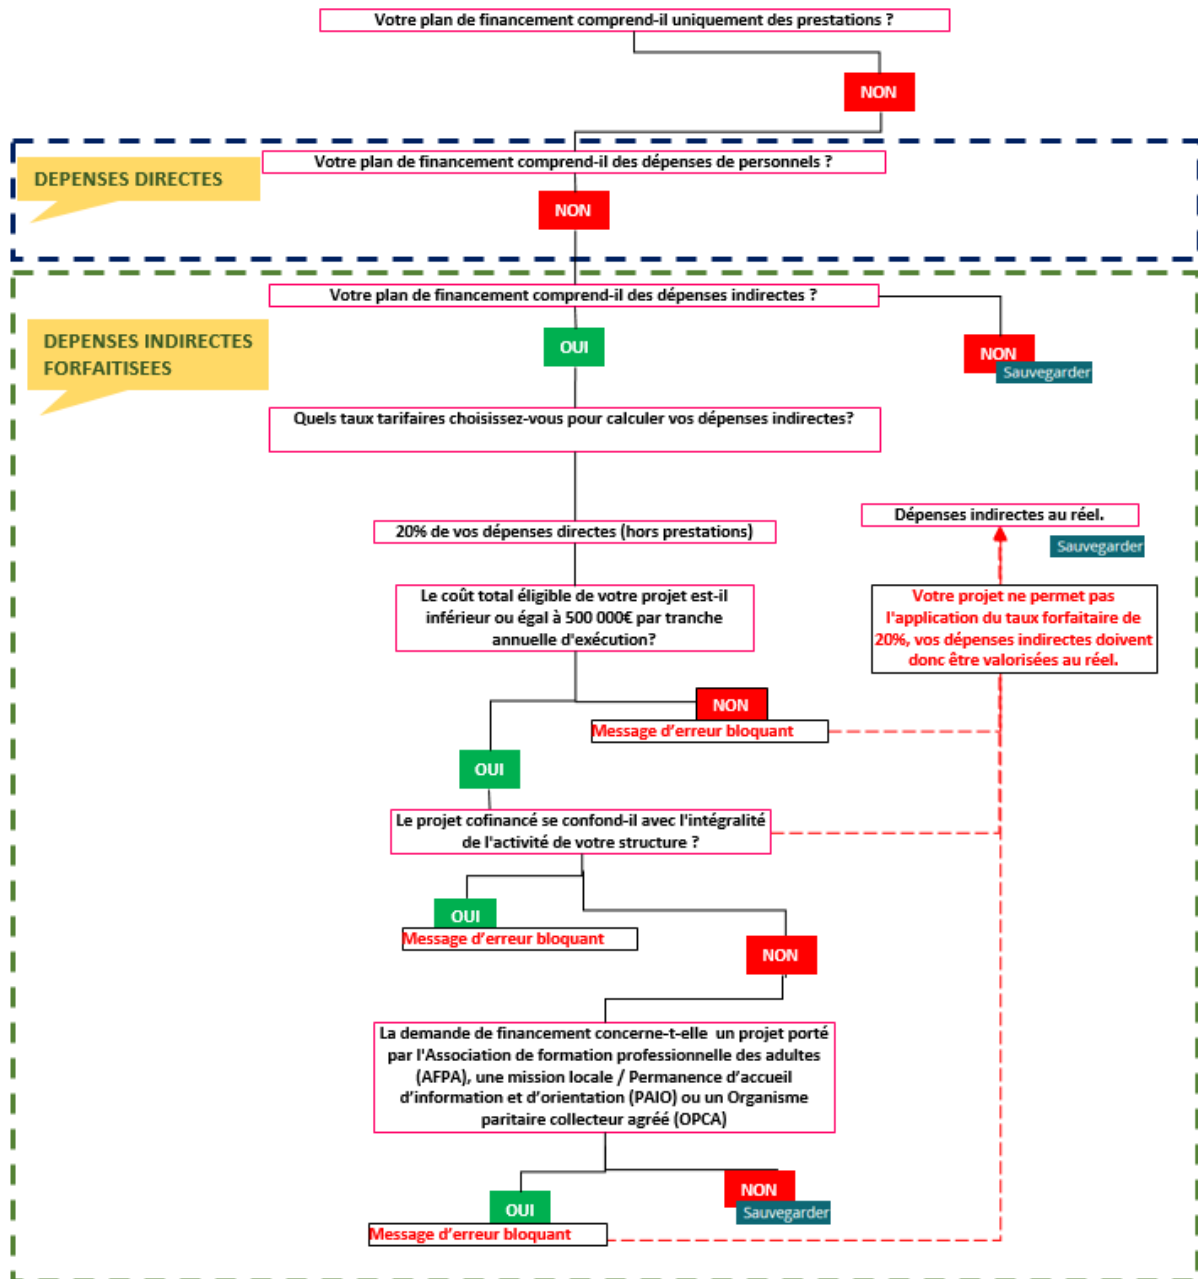 Votre plan de financement comprend-il uniquement des prestations ?
NON
Votre plan de financement comprend-il des dépenses de personnels ?
DEPENSES DIRECTES
NON
Votre plan de financement comprend-il des dépenses indirectes ?
DEPENSES INDIRECTES
FORFAITISEES
OUI
NON
Sauvegarder
Quels taux tarifaires choisissez-vous pour calculer vos dépenses indirectes?
20% de vos dépenses directes (hors prestations)
Dépenses indirectes au réel.
Sauvegarder
Le coût total éligible de votre projet est-il
inférieur ou égal à 500 000€ par tranche
annuelle d'exécution?
Votre projet ne permet pas
l'application du taux forfaitaire de
20%, vos dépenses indirectes doivent
donc être valorisées au réel.
NON
Message d’erreur bloquant
OUI
Le projet cofinancé se confond-il avec l'intégralité
de l'activité de votre structure ?
OUI
Message d’erreur bloquant
NON
La demande de financement concerne-t-elle un projet porté
par l'Association de formation professionnelle des adultes
(AFPA), une mission locale / Permanence d’accueil
d’information et d’orientation (PAIO) ou un Organisme
paritaire collecteur agréé (OPCA)
OUI
Message d’erreur bloquant
NON
Sauvegarder